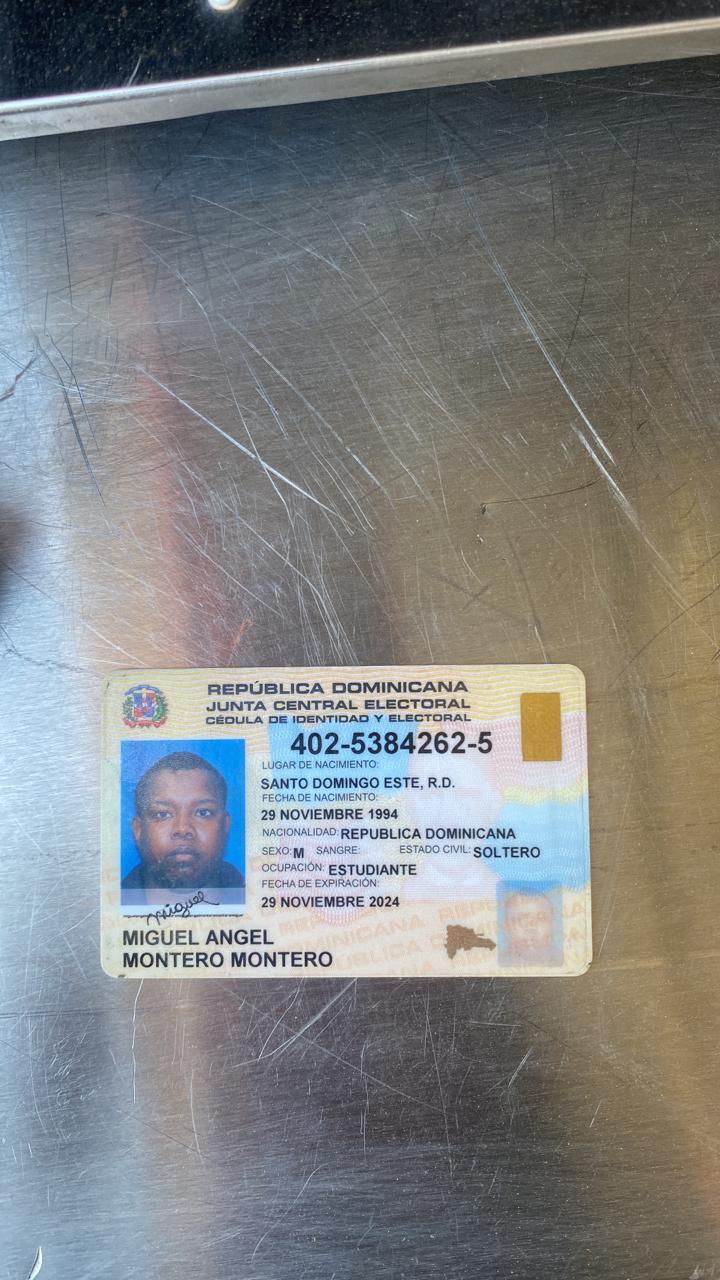 REPÚBLICA DOMINICANA
JUNTA CENTRAL ELECTORAL
CÉDULA DE IDENTIDAD Y ELECTORAL
402-5384262-5
LUGAR DE NACIMIENTO:
SANTO DOMINGO ESTE, R.D.
FECHA DE NACIMIENTO:
29 NOVIEMBRE 1994
NACIONALIDAD: REPUBLICA DOMINICANA
SEXO: M SANGRE: ESTADO CIVIL: SOLTERO
OCUPACIÓN: ESTUDIANTE
FECHA DE EXPIRACIÓN:
29 NOVIEMBRE 2024
Miguel
MIGUEL ANGEL
MONTERO MONTERO